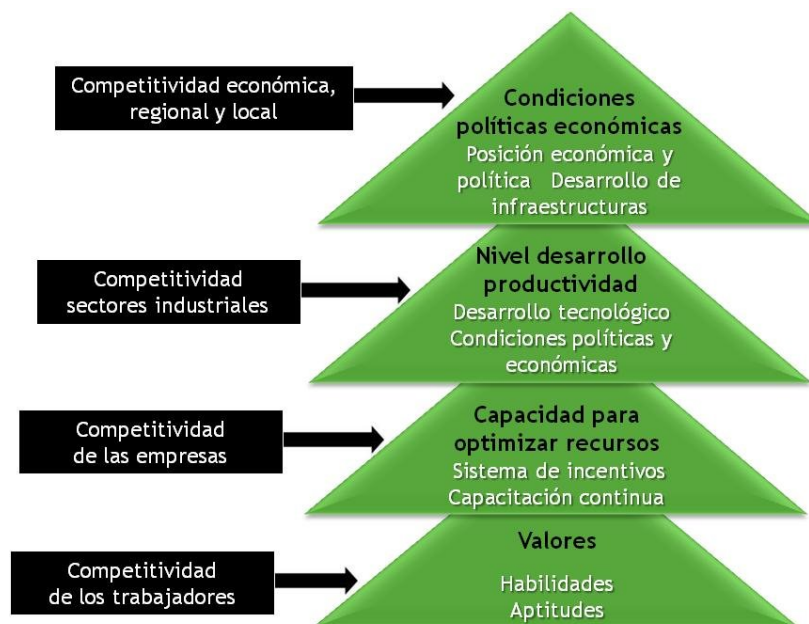 Competitividad económica,
regional y local
Condiciones
políticas económicas
Posición económica y
política Desarrollo de
infraestructuras
Competitividad
sectores industriales
Nivel desarrollo
productividad
Desarrollo tecnológico
Condiciones políticas y
económicas
Competitividad
de las empresas
Capacidad para
optimizar recursos
Sistema de incentivos
Capacitación continua
Competitividad
de los trabajadores
Valores
Habilidades
Aptitudes